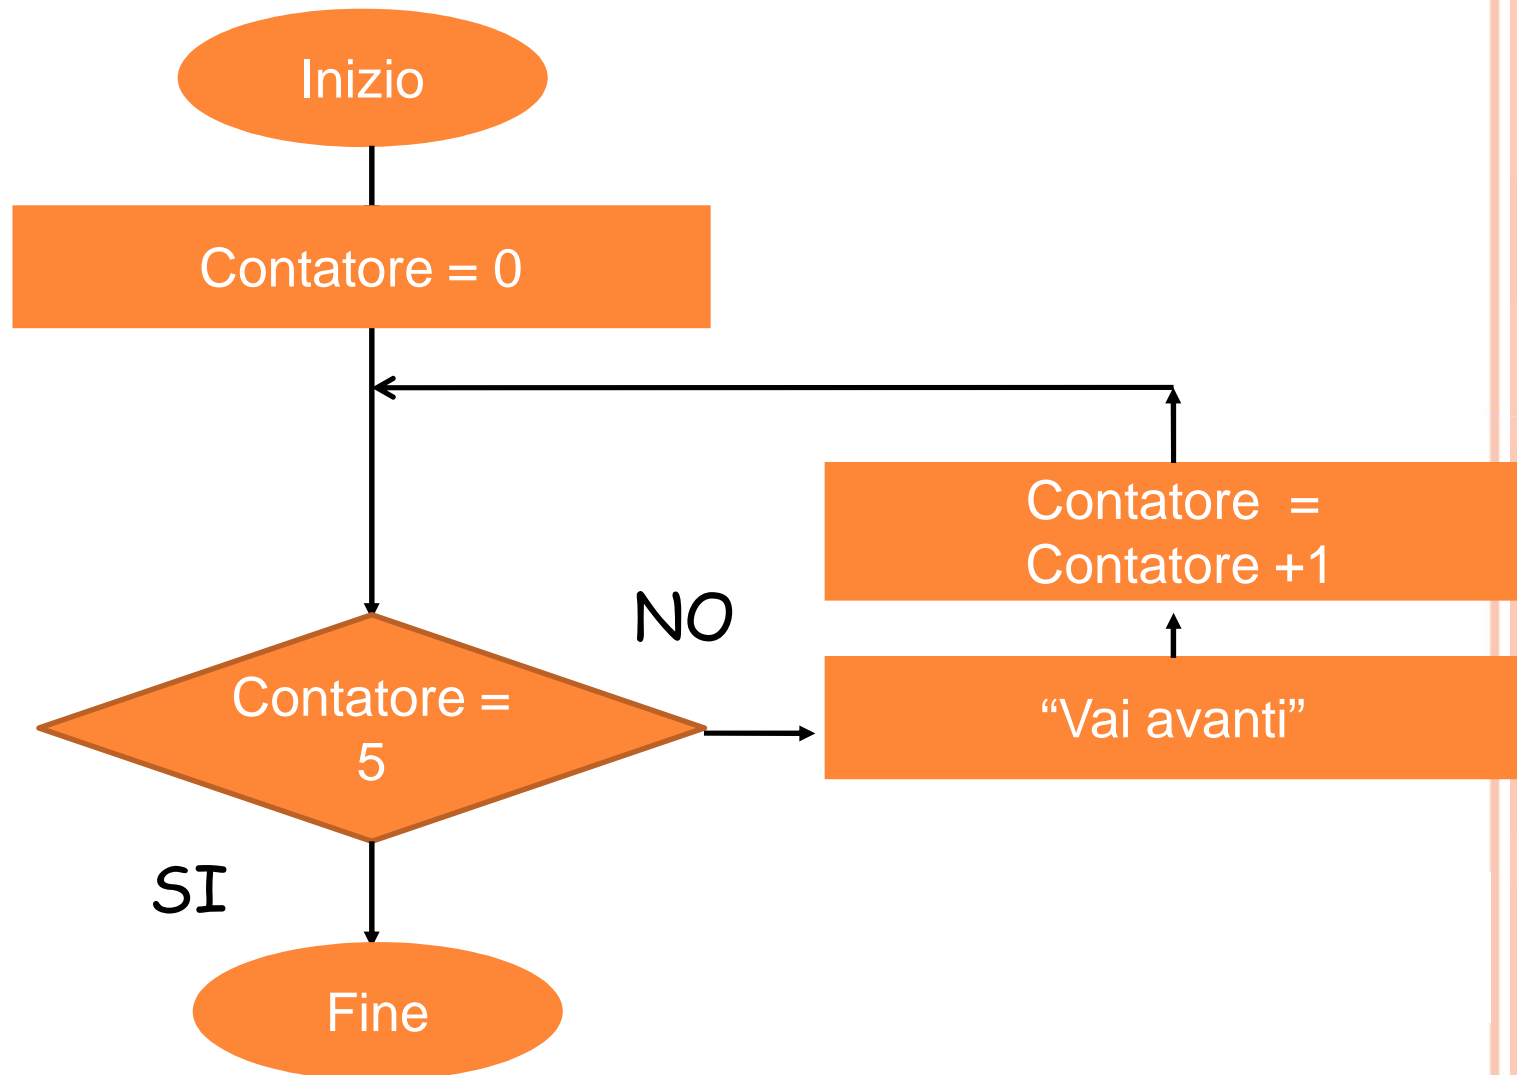 Inizio
Contatore = 0
Contatore =
5
NO
“Vai avanti”
Contatore  =
Contatore +1
SI
Fine